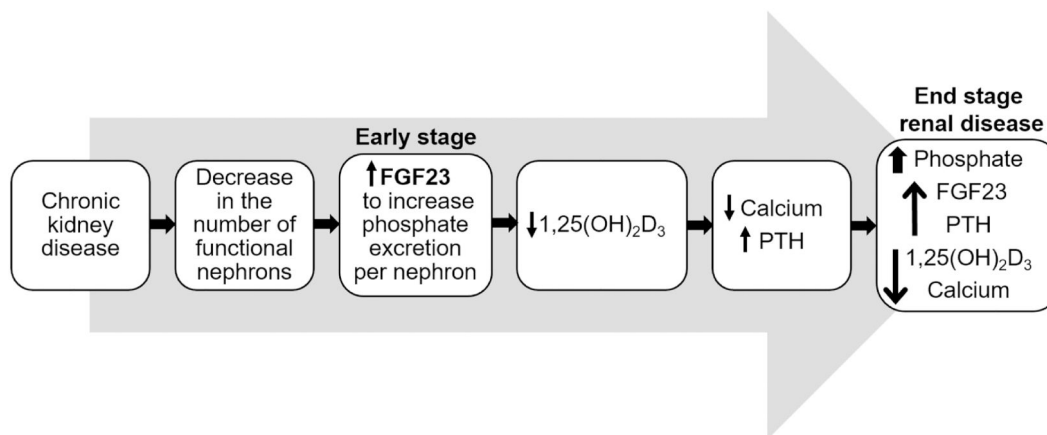 Chronic
kidney
disease
Decrease
in the
number of
functional
nephrons
Early stage
↑FGF23
to increase
phosphate
excretion
per nephron
↓1,25(OH)₂D₃
↓ Calcium
↑ PTH
End stage
renal disease
↑ Phosphate
↑ FGF23
PTH
↓ 1,25(OH)₂D₃
Calcium